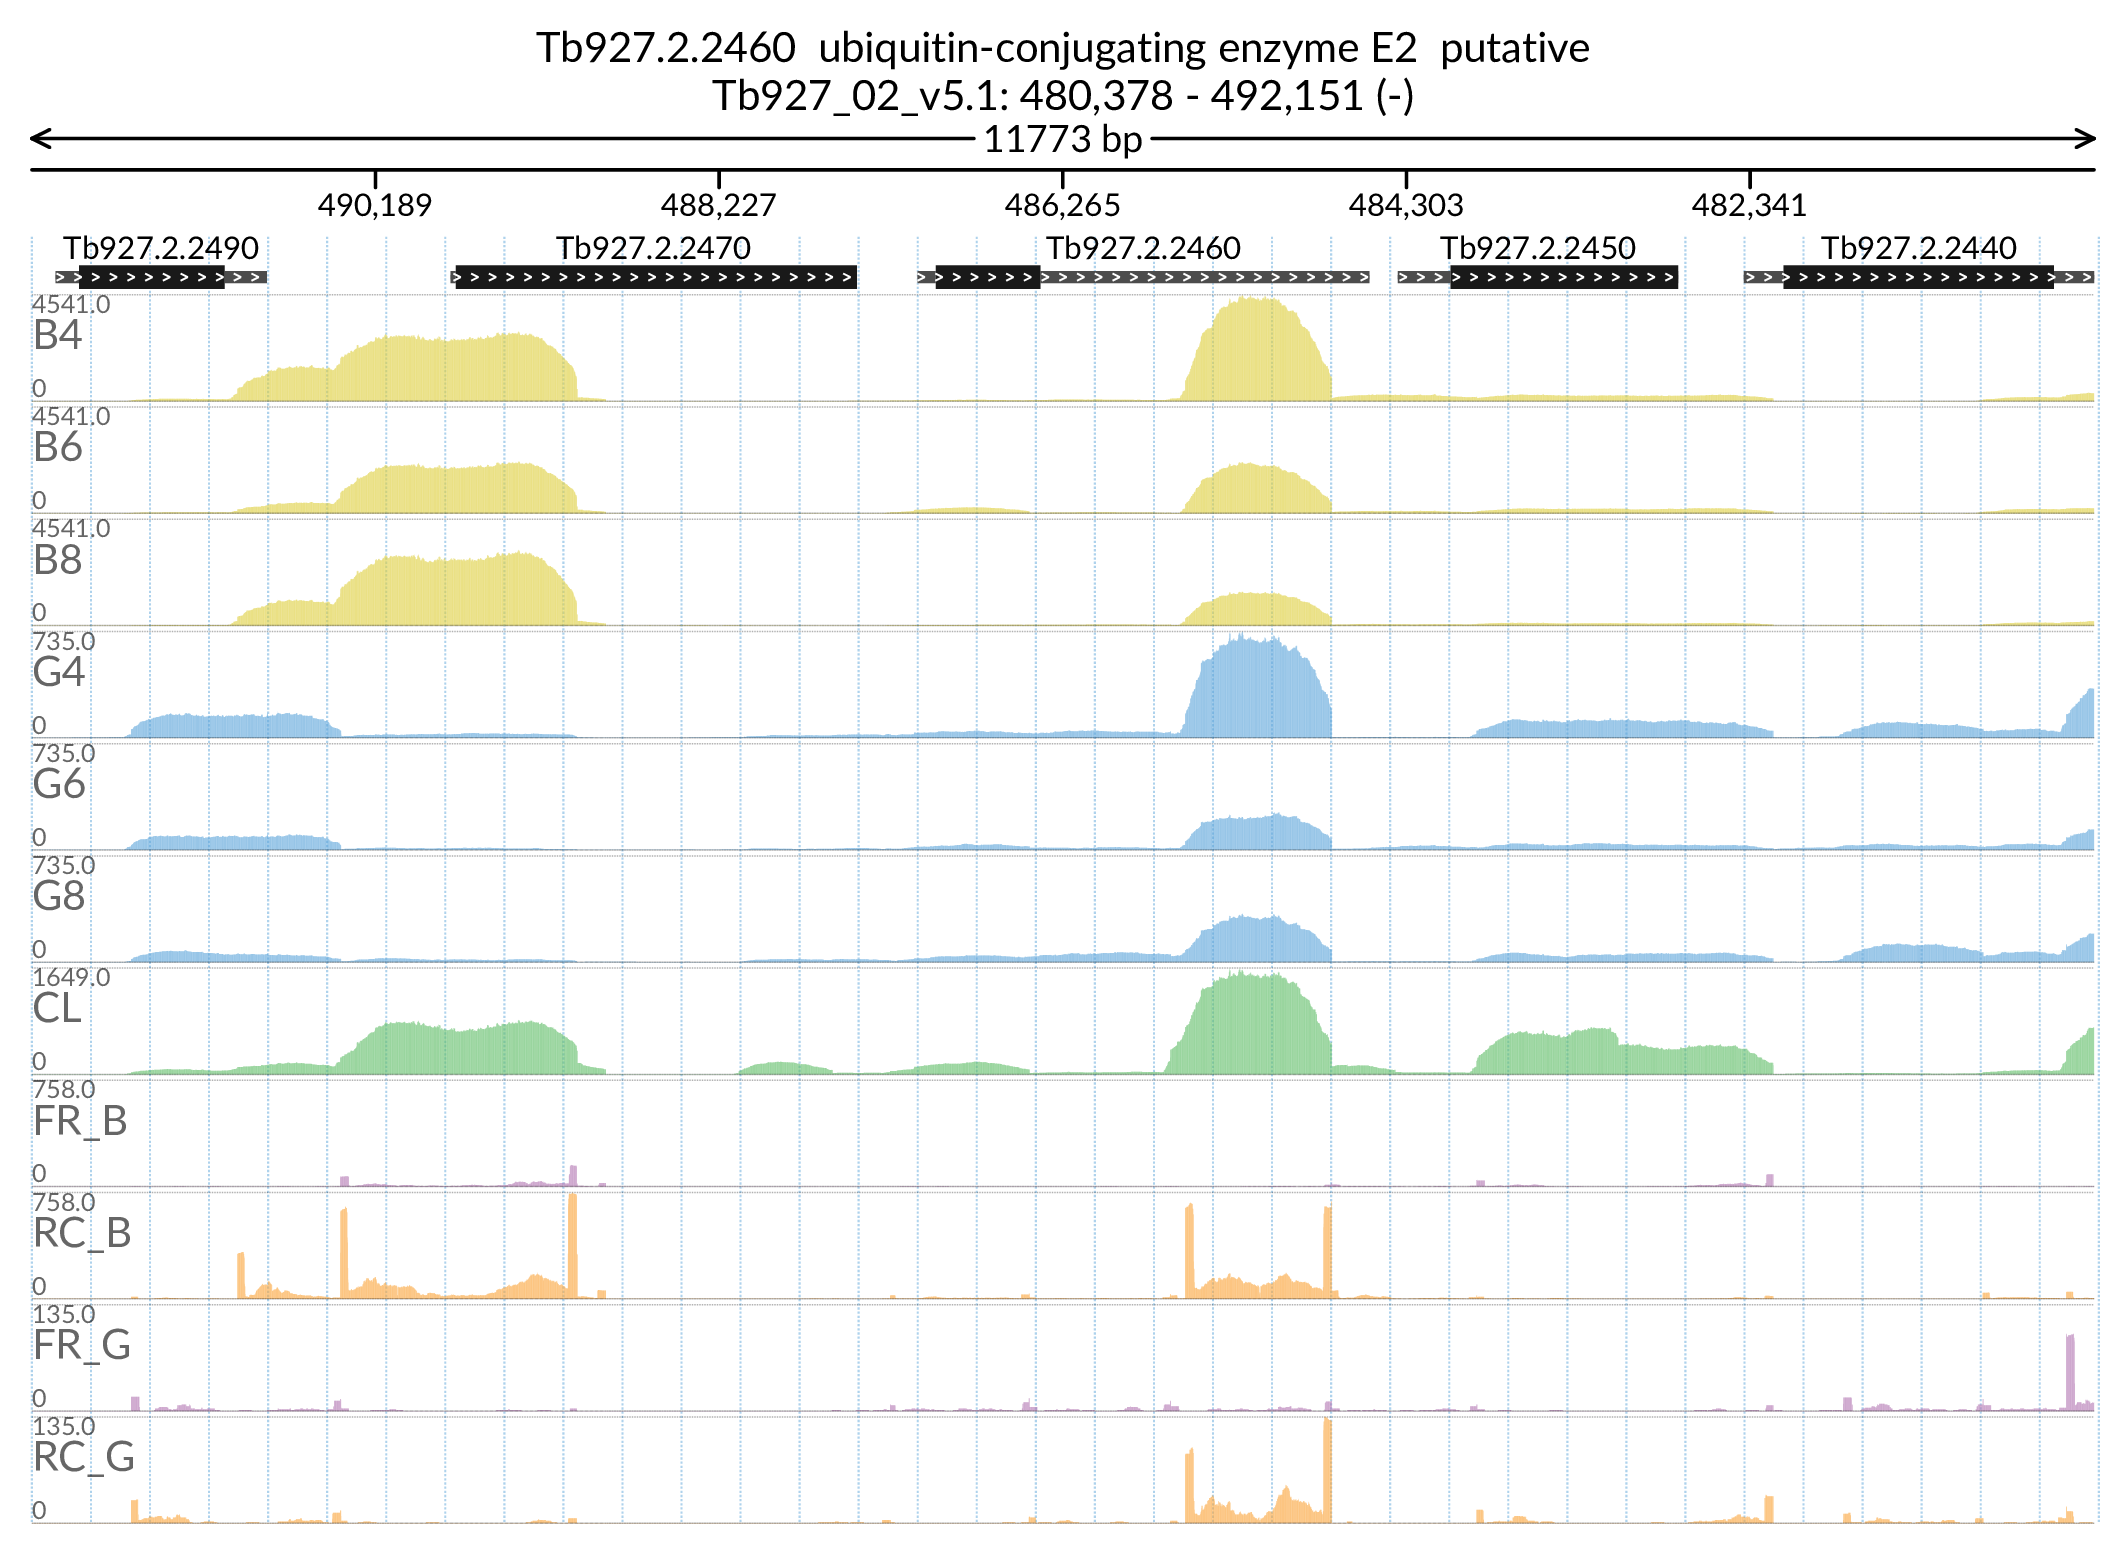 Tb927.2.2460  ubiquitin-conjugating enzyme E2  putative
Tb927_02_v5.1: 480,378 - 492,151 (-)
11773 bp
490,189 488,227 486,265 484,303 482,341
Tb927.2.2490 Tb927.2.2470 Tb927.2.2460 Tb927.2.2450 Tb927.2.2440
4541.0
B4
0
4541.0
B6
0
4541.0
B8
0
735.0
G4
0
735.0
G6
0
735.0
G8
0
1649.0
CL
0
758.0
FR_B
0
758.0
RC_B
0
135.0
FR_G
0
135.0
RC_G
0